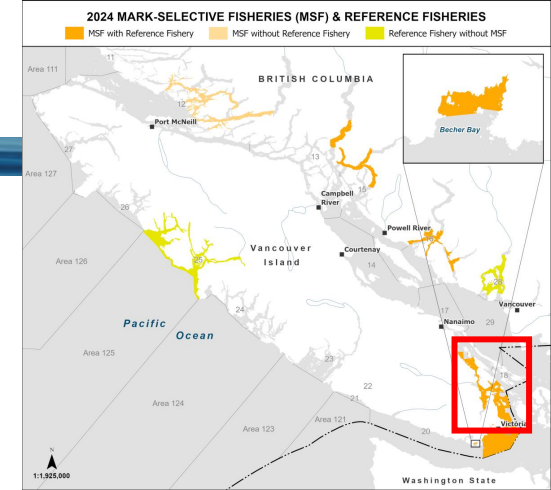 2024 MARK-SELECTIVE FISHERIES (MSF) & REFERENCE FISHERIES
MSF with Reference Fishery
MSF without Reference Fishery
Reference Fishery without MSF
Area 111
11
BRITISH COLUMBIA
12
Port McNeill
Becher Bay
27
13
Area 127
15
Campbell
River
26
Powell River
16
Vancouver
Island
Courtenay
25
14
28
Area 126
Vancouver
24
17
29
Nanaimo
Pacific
Ocean
Area 125
23
18
22
21
Area 124
Area 121
20
Victoria
Area 123
N
1:1,925,000
Washington State